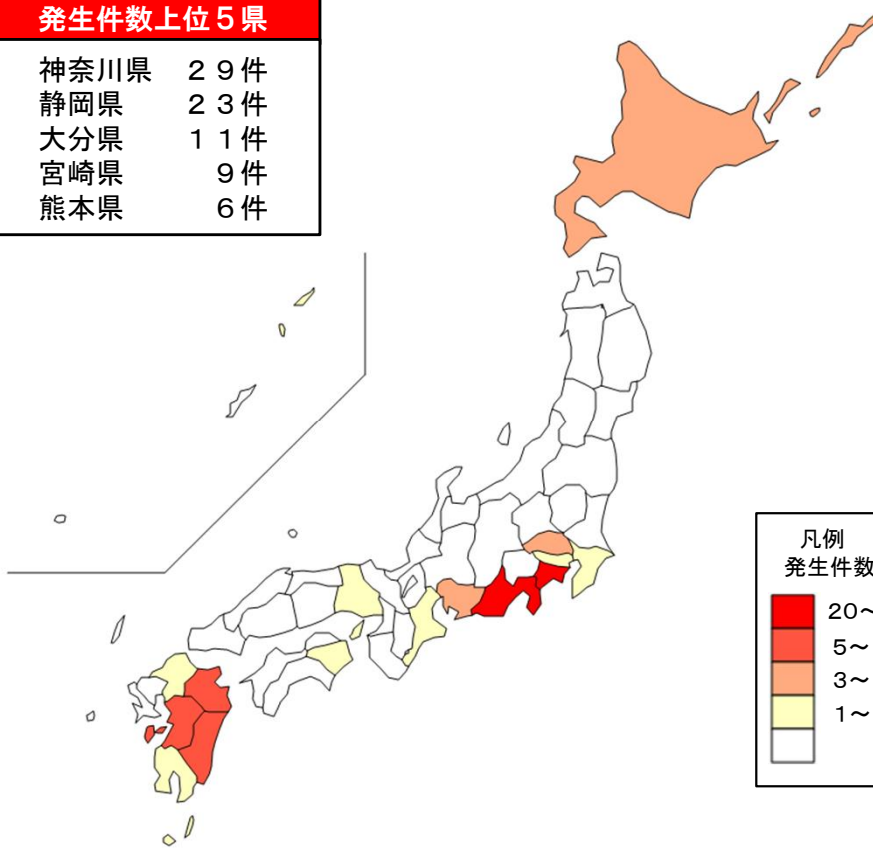 発生件数上位５県
神奈川県　２９件
静岡県　　２３件
大分県　　１１件
宮崎県　　　９件
熊本県　　　６件
凡例
発生件数
20～
5～
3～
1～